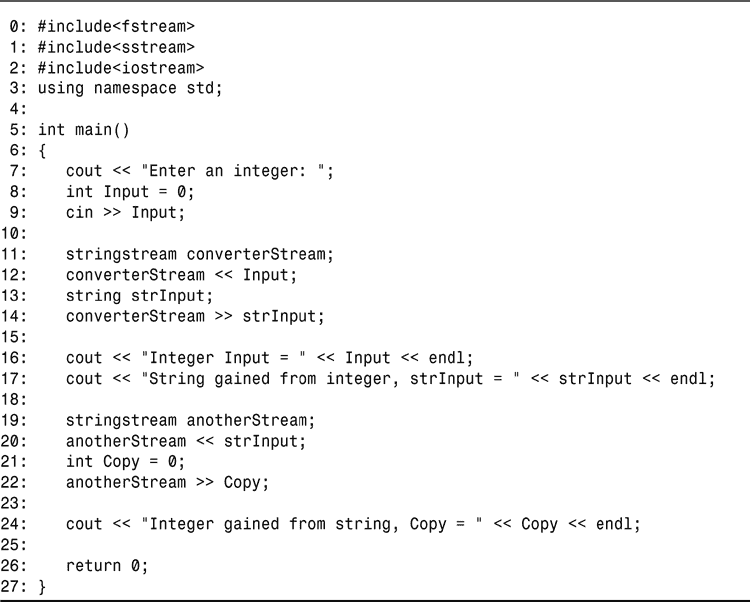 0: #include<fstream>
1: #include<sstream>
2: #include<iostream>
3: using namespace std;
4:
5: int main()
6: {
7:    cout << "Enter an integer: ";
8:    int Input = 0;
9:    cin >> Input;
10:
11:    stringstream converterStream;
12:    converterStream << Input;
13:    string strInput;
14:    converterStream >> strInput;
15:
16:    cout << "Integer Input = " << Input << endl;
17:    cout << "String gained from integer, strInput = " << strInput << endl;
18:
19:    stringstream anotherStream;
20:    anotherStream << strInput;
21:    int Copy = 0;
22:    anotherStream >> Copy;
23:
24:    cout << "Integer gained from string, Copy = " << Copy << endl;
25:
26:    return 0;
27: }